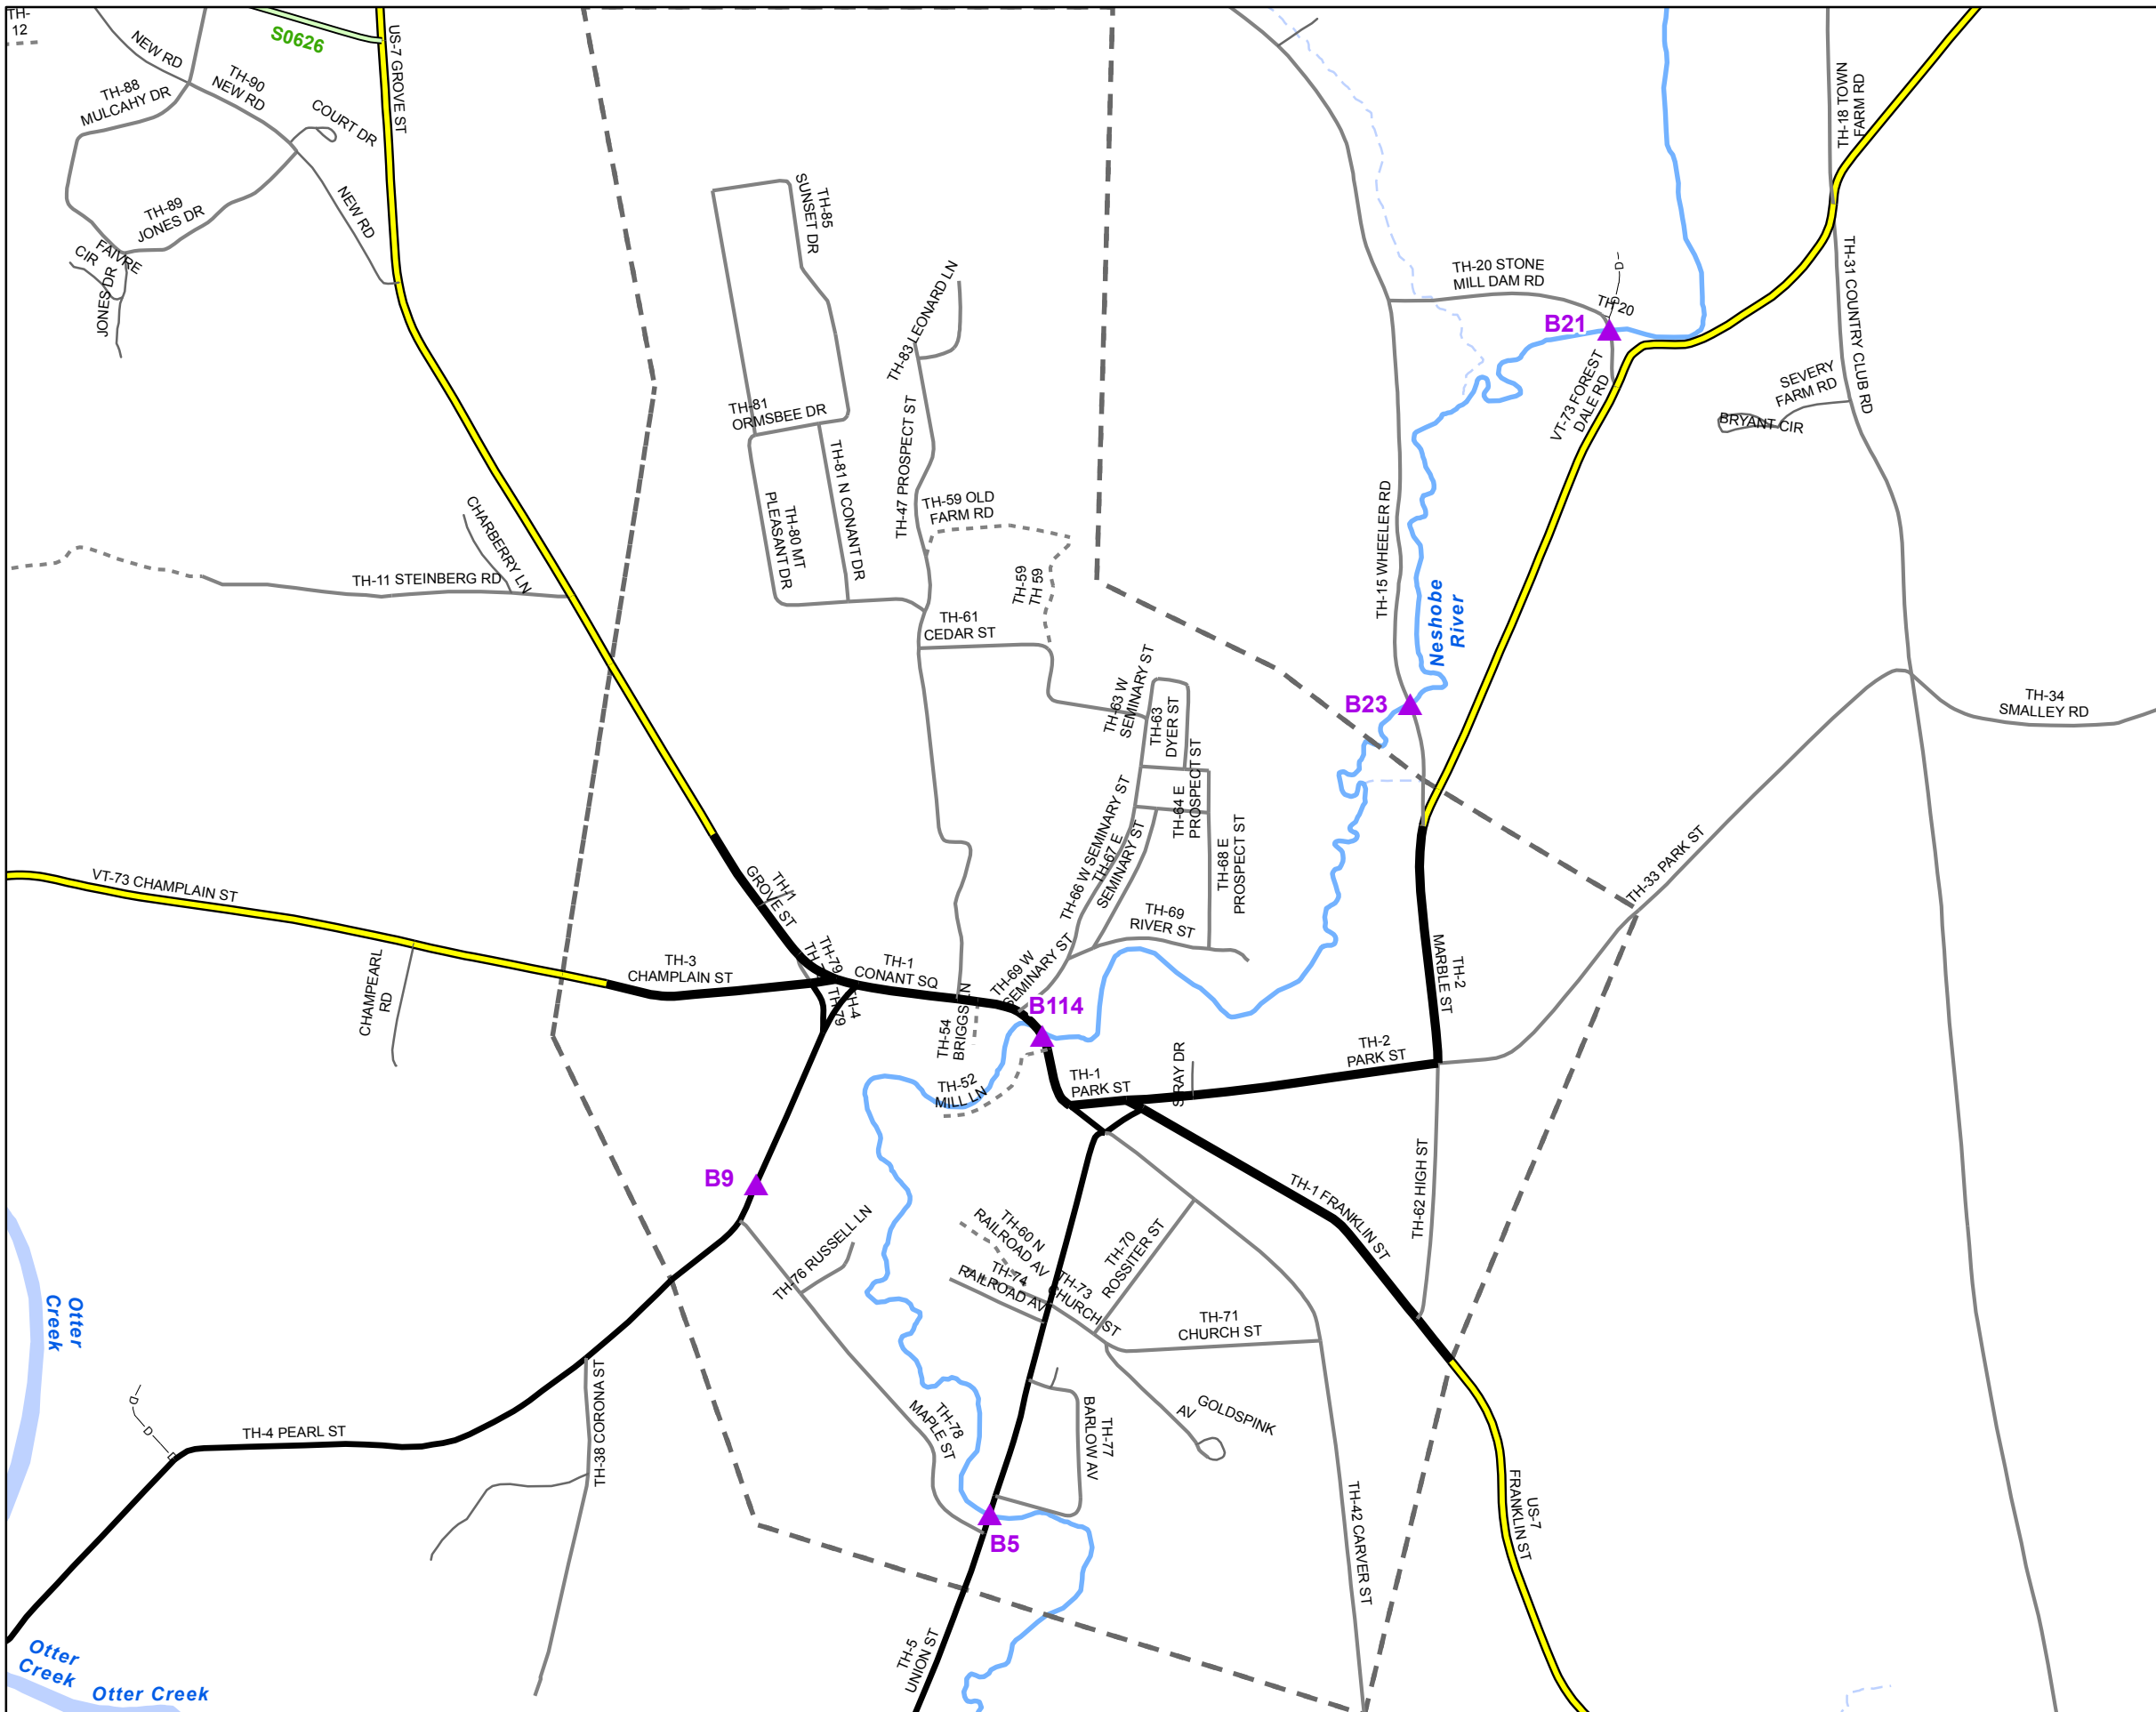 TH-
12
S0626
US-7 GROVE ST
NEW RD
TH-90
NEW RD
TH-88
MULCAHY DR
COURT DR
NEW RD
TH-89
JONES DR
FAIVRE
CIR
JONES DR
TH-85
SUNSET DR
TH-83 LEONARD LN
TH-81
ORMSBEE DR
TH-47 PROSPECT ST
TH-81 N CONANT DR
TH-80 MT
PLEASANT DR
TH-59 OLD
FARM RD
TH-59
TH 59
TH-61
CEDAR ST
CHARBERRY LN
TH-11 STEINBERG RD
TH-18 TOWN
FARM RD
TH-20 STONE
MILL DAM RD
D
D
TH 20
B21
TH-31 COUNTRY CLUB RD
VT-73 FOREST
DALE RD
SEVERY
FARM RD
BRYANT CIR
TH-15 WHEELER RD
Neshobe
River
B23
TH-34
SMALLEY RD
TH-63 W
SEMINARY ST
TH-63
DYER ST
TH-64 E
PROSPECT ST
TH-66 W SEMINARY ST
TH-67 E
SEMINARY ST
TH-68 E
PROSPECT ST
TH-69
RIVER ST
TH-33 PARK ST
VT-73 CHAMPLAIN ST
TH-1
GROVE ST
TH-3
CHAMPLAIN ST
TH-79
TH-79
TH-4
TH-1
CONANT SQ
TH-69 W
SEMINARY ST
B114
TH-54
BRIGGS LN
TH-52
MILL LN
CHAMPEARL
RD
TH-2
MARBLE ST
TH-2
PARK ST
TH-1
PARK ST
SRAY DR
B9
TH-76 RUSSELL LN
TH-60 N
RAILROAD AV
TH-74
RAILROAD AV
TH-73
CHURCH ST
TH-70
ROSSITER ST
TH-71
CHURCH ST
TH-1 FRANKLIN ST
TH-62 HIGH ST
Otter
Creek
D
D
D
TH-4 PEARL ST
TH-38 CORONA ST
TH-78
MAPLE ST
TH-77
BARLOW AV
GOLDSPINK
AV
B5
TH-42 CARVER ST
US-7
FRANKLIN ST
TH-5
UNION ST
Otter
Creek
Otter Creek